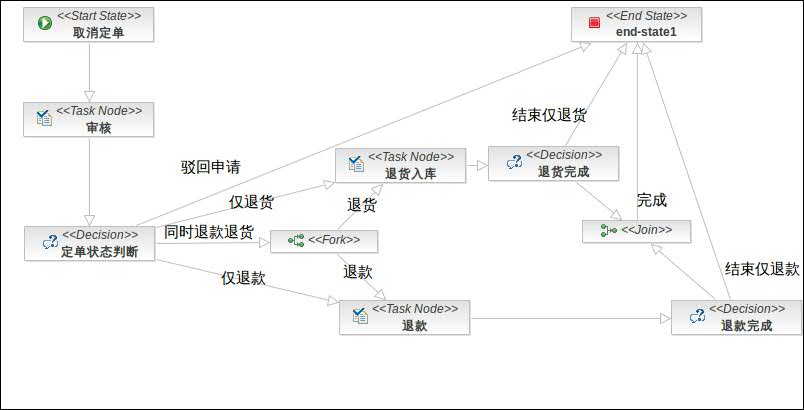 <<Start State>>
取消定单
<<End State>>
end-state1
<<Task Node>>
审核
结束仅退货
驳回申请
<<Task Node>>
退货入库
<<Decision>>
退货完成
仅退货
退货
完成
<<Decision>>
定单状态判断
同时退款退货
<<Fork>>
<<Join>>
仅退款
退款
结束仅退款
<<Task Node>>
退款
<<Decision>>
退款完成